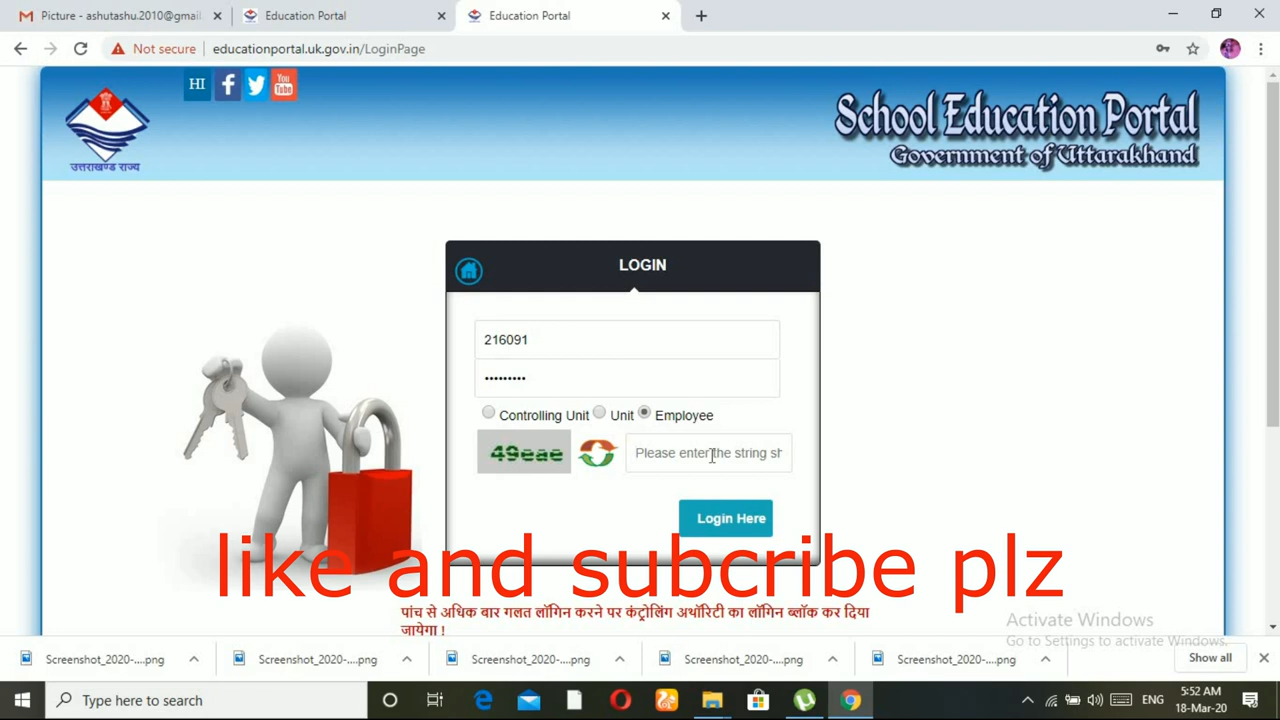 Picture - ashutashu.2010@gmail
Education Portal
Education Portal
Not secure
educationportal.uk.gov.in/LoginPage
HI
You
Tube
School Education Portal
Government of Uttarakhand
उत्तराखण्ड राज्य
LOGIN
216091
•••••••••
Controlling Unit Unit Employee
49eae
Please enter the string sh
Login Here
like and subcribe plz
पांच से अधिक बार गलत लॉगिन करने पर कंट्रोलिंग अथॉरिटी का लॉगिन ब्लॉक कर दिया
जायेगा !
Activate Windows
Go to Settings to activate Windows.
Screenshot_2020-....png
Screenshot_2020-....png
Screenshot_2020-....png
Screenshot_2020-....png
Screenshot_2020-....png
Show all
Type here to search
ENG
5:52 AM
18-Mar-20